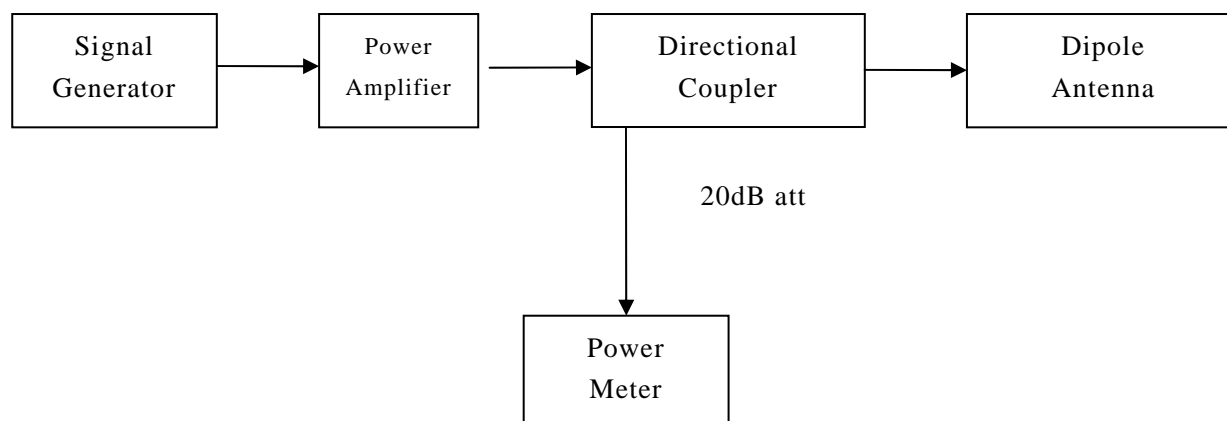 Signal
Generator
Power
Amplifier
Directional
Coupler
Dipole
Antenna
20dB att
Power
Meter